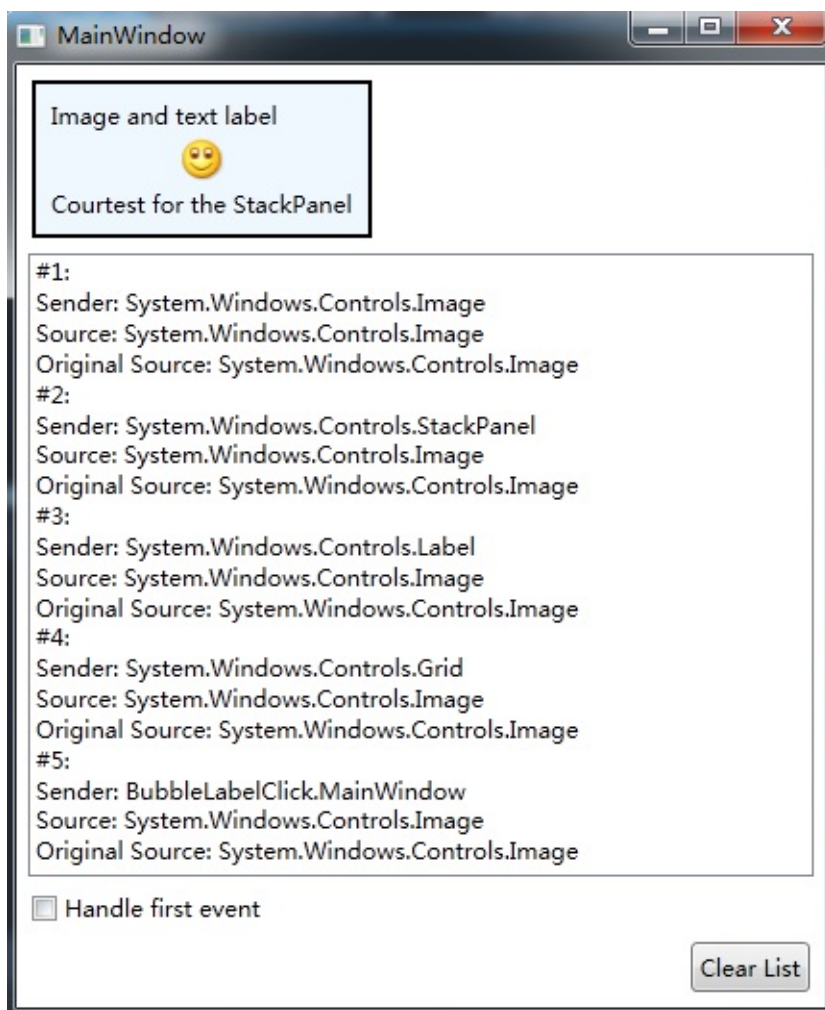 MainWindow
Image and text label
Courtest for the StackPanel
#1:
Sender: System.Windows.Controls.Image
Source: System.Windows.Controls.Image
Original Source: System.Windows.Controls.Image
#2:
Sender: System.Windows.Controls.StackPanel
Source: System.Windows.Controls.Image
Original Source: System.Windows.Controls.Image
#3:
Sender: System.Windows.Controls.Label
Source: System.Windows.Controls.Image
Original Source: System.Windows.Controls.Image
#4:
Sender: System.Windows.Controls.Grid
Source: System.Windows.Controls.Image
Original Source: System.Windows.Controls.Image
#5:
Sender: BubbleLabelClick.MainWindow
Source: System.Windows.Controls.Image
Original Source: System.Windows.Controls.Image
Handle first event
Clear List